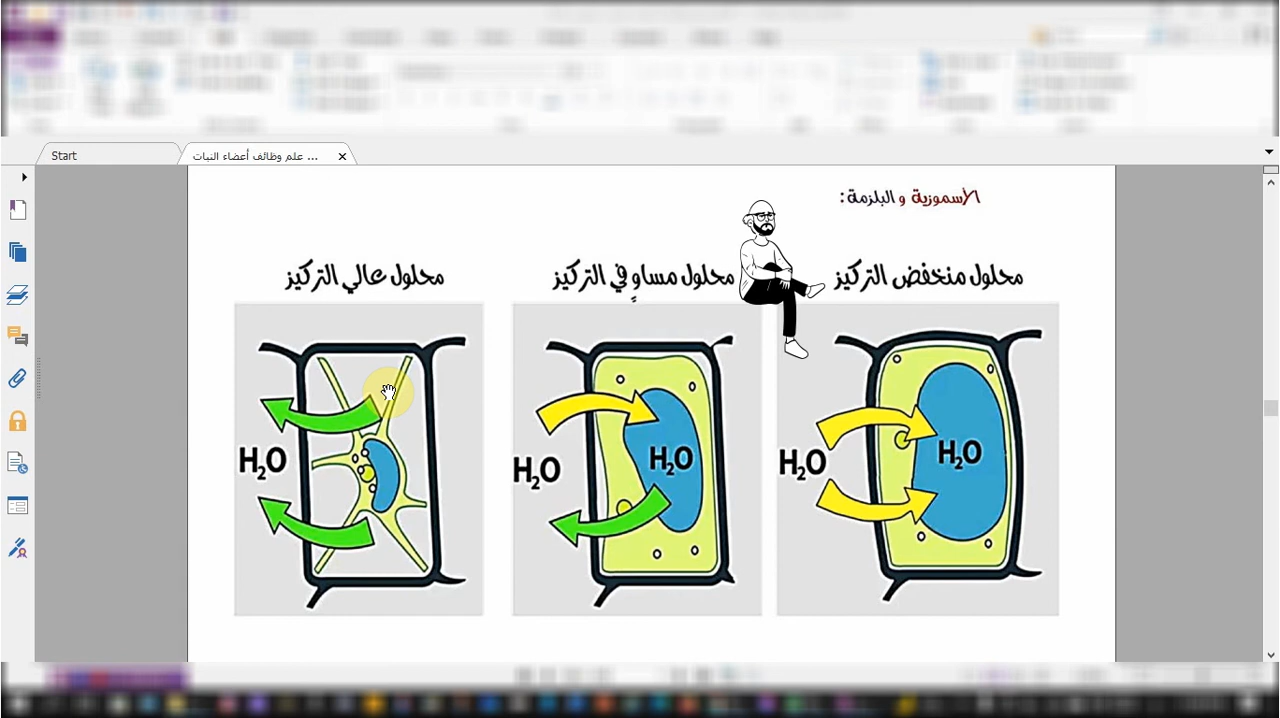 Start
علم وظائف أعضاء النبات ...
الأسموزية و البلزمة :
محلول منخفض التركيز
محلول مساوٍ في التركيز
محلول عالي التركيز
H₂O
H₂O
H₂O
H₂O
H₂O